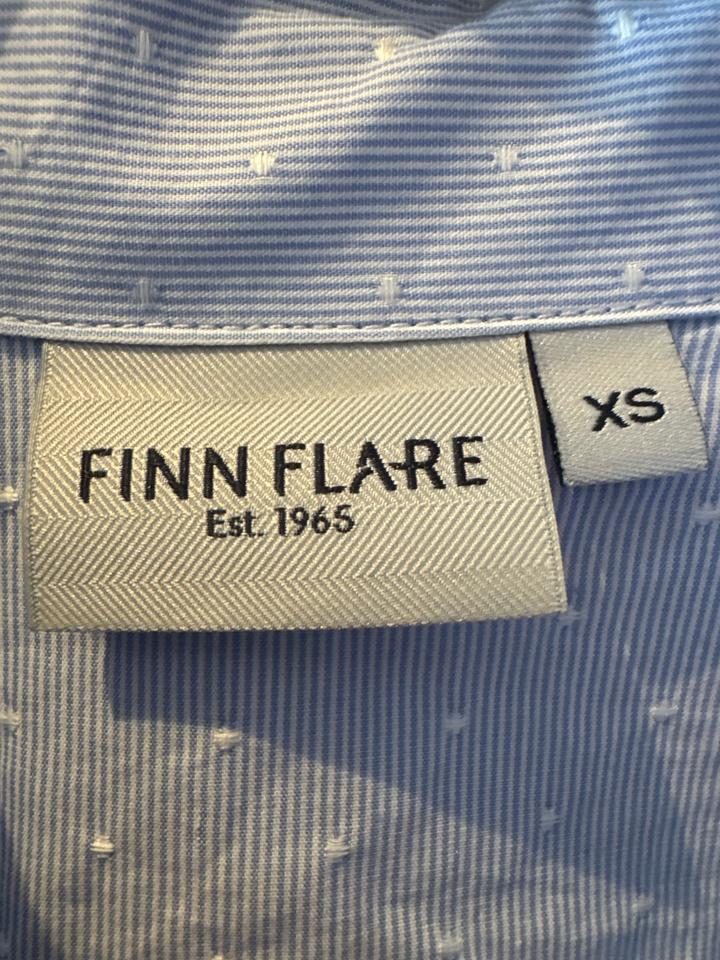 FINN FLARE
Est. 1965
XS